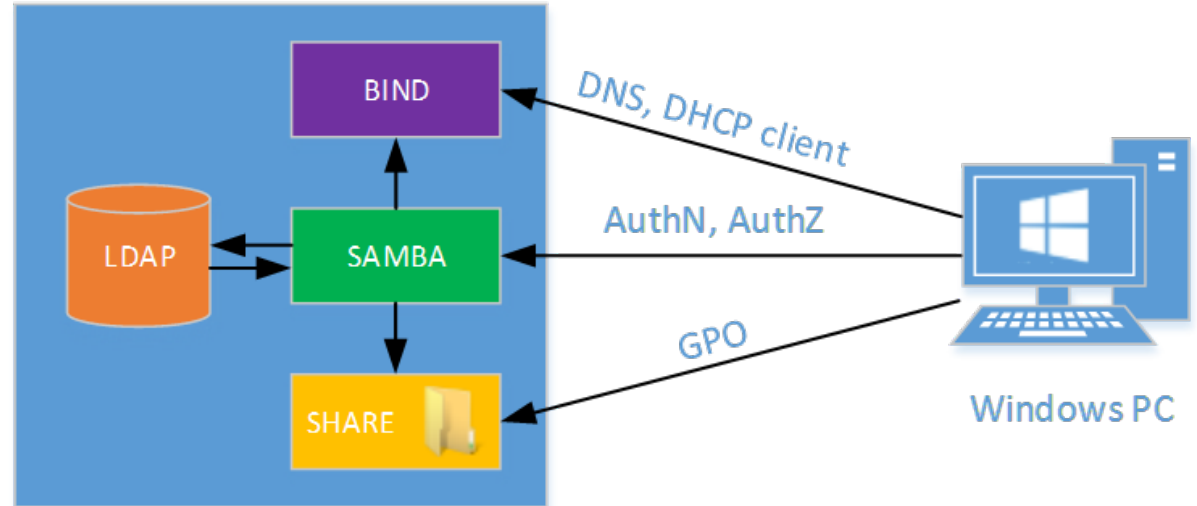 BIND
DNS, DHCP client
LDAP
SAMBA
AuthN, AuthZ
SHARE
GPO
Windows PC